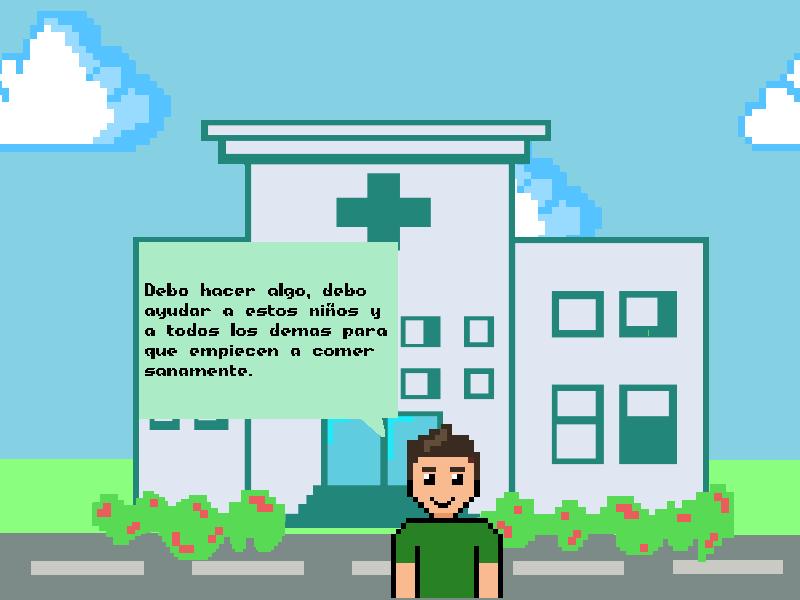 Debo hacer algo, debo
ayudar a estos niños y
a todos los demas para
que empiecen a comer
sanamente.